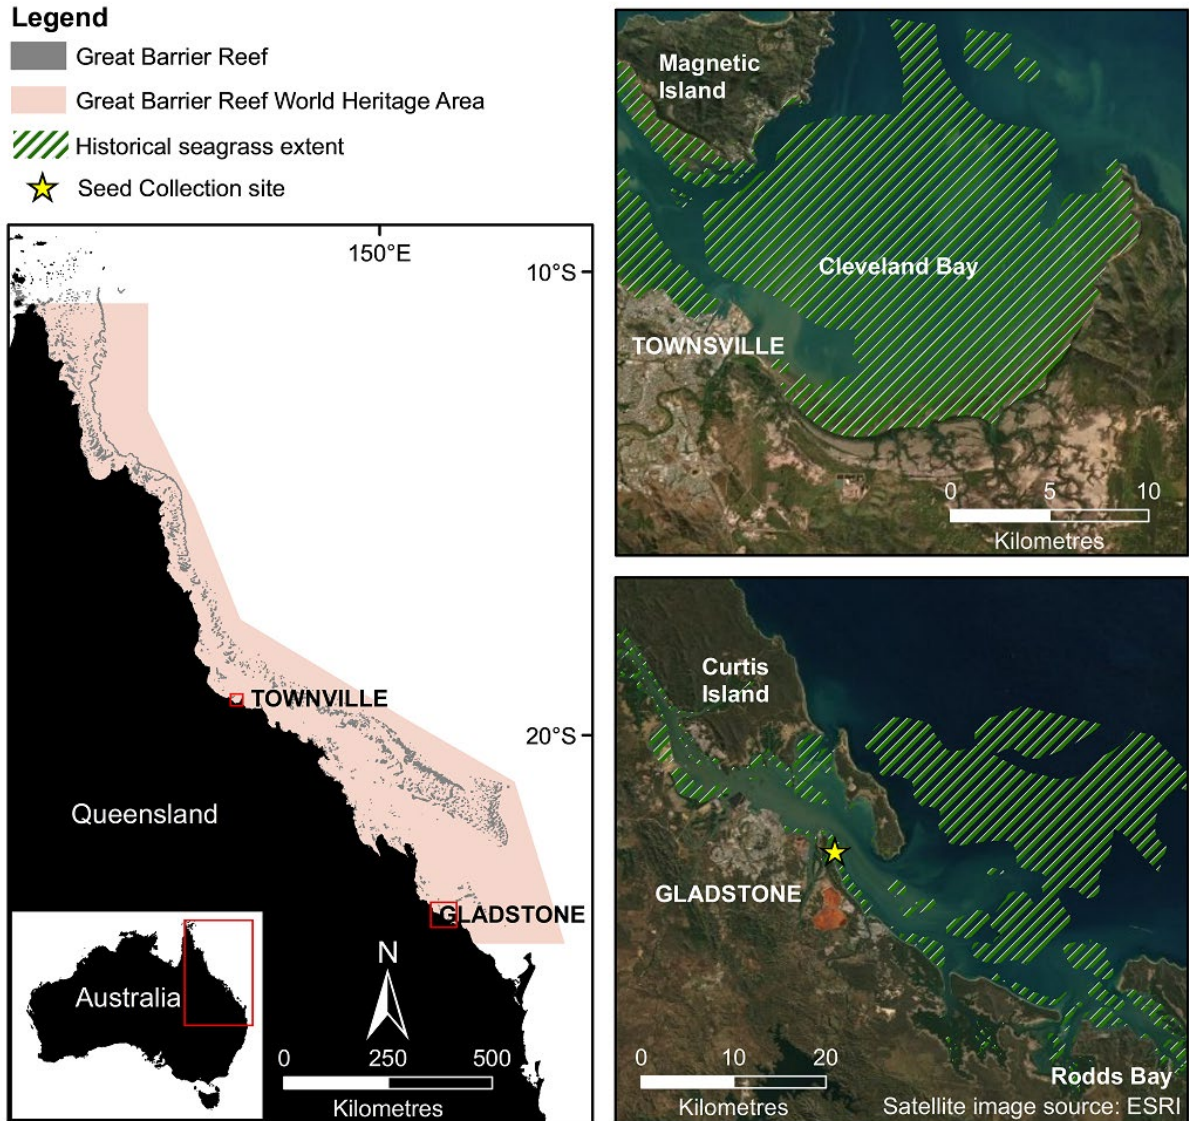 Legend
Great Barrier Reef
Great Barrier Reef World Heritage Area
Historical seagrass extent
Seed Collection site
150°E
10°S
TOWNVILLE
20°S
Queensland
GLADSTONE
Australia
N
0 250 500
Kilometres
Magnetic
Island
Cleveland Bay
TOWNSVILLE
0 5 10
Kilometres
Curtis
Island
GLADSTONE
0 10 20
Kilometres
Rodds Bay
Satellite image source: ESRI